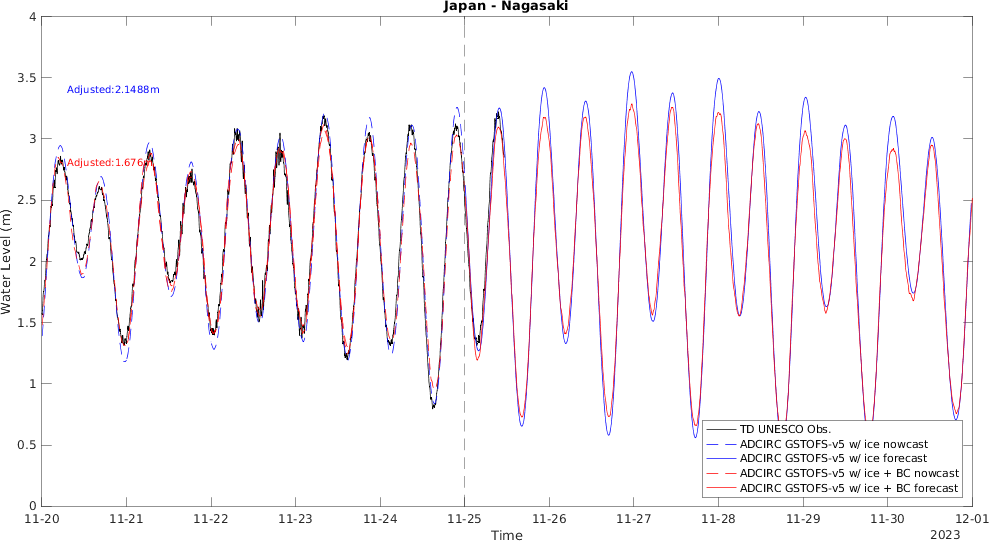 Japan - Nagasaki
4
3.5
3
2.5
2
1.5
1
0.5
0
Water Level (m)
Adjusted:2.1488m
Adjusted:1.676
TD UNESCO Obs.
ADCIRC GSTOFS-v5 w/ ice nowcast
ADCIRC GSTOFS-v5 w/ ice forecast
ADCIRC GSTOFS-v5 w/ ice + BC nowcast
ADCIRC GSTOFS-v5 w/ ice + BC forecast
11-20 11-21 11-22 11-23 11-24 11-25 11-26 11-27 11-28 11-29 11-30 12-01
Time
2023